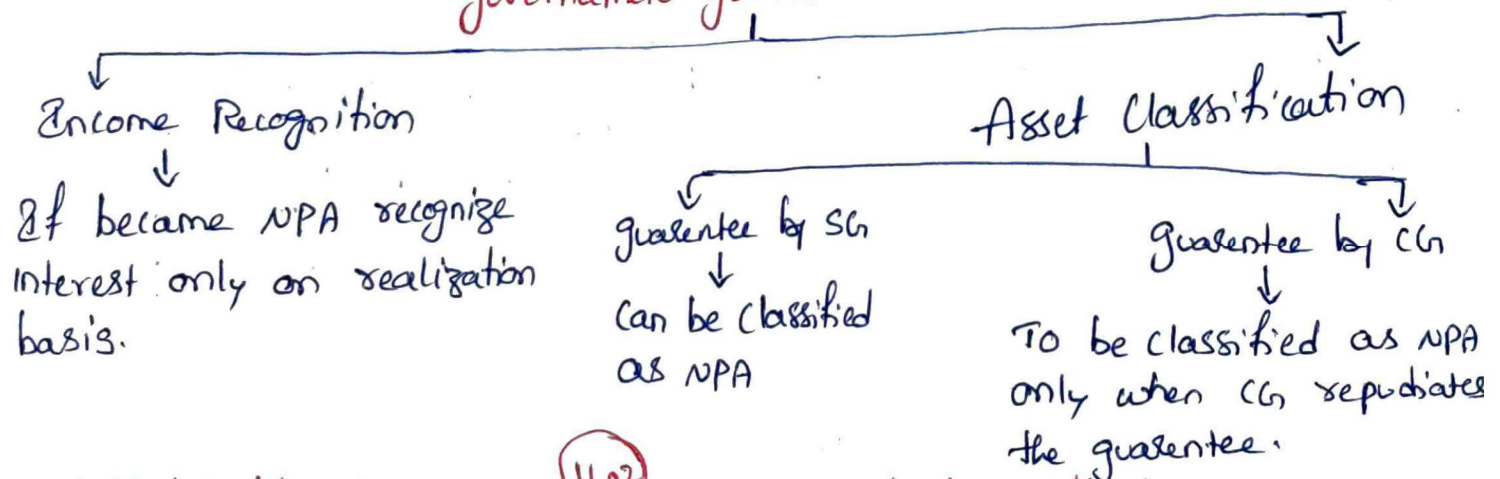 Income Recognition
If became NPA recognize
interest only on realization
basis.
Asset Classification
guarentee by SG
can be classified
as NPA
guarentee by CG
To be classified as NPA
only when CG repudiates
the guarentee.